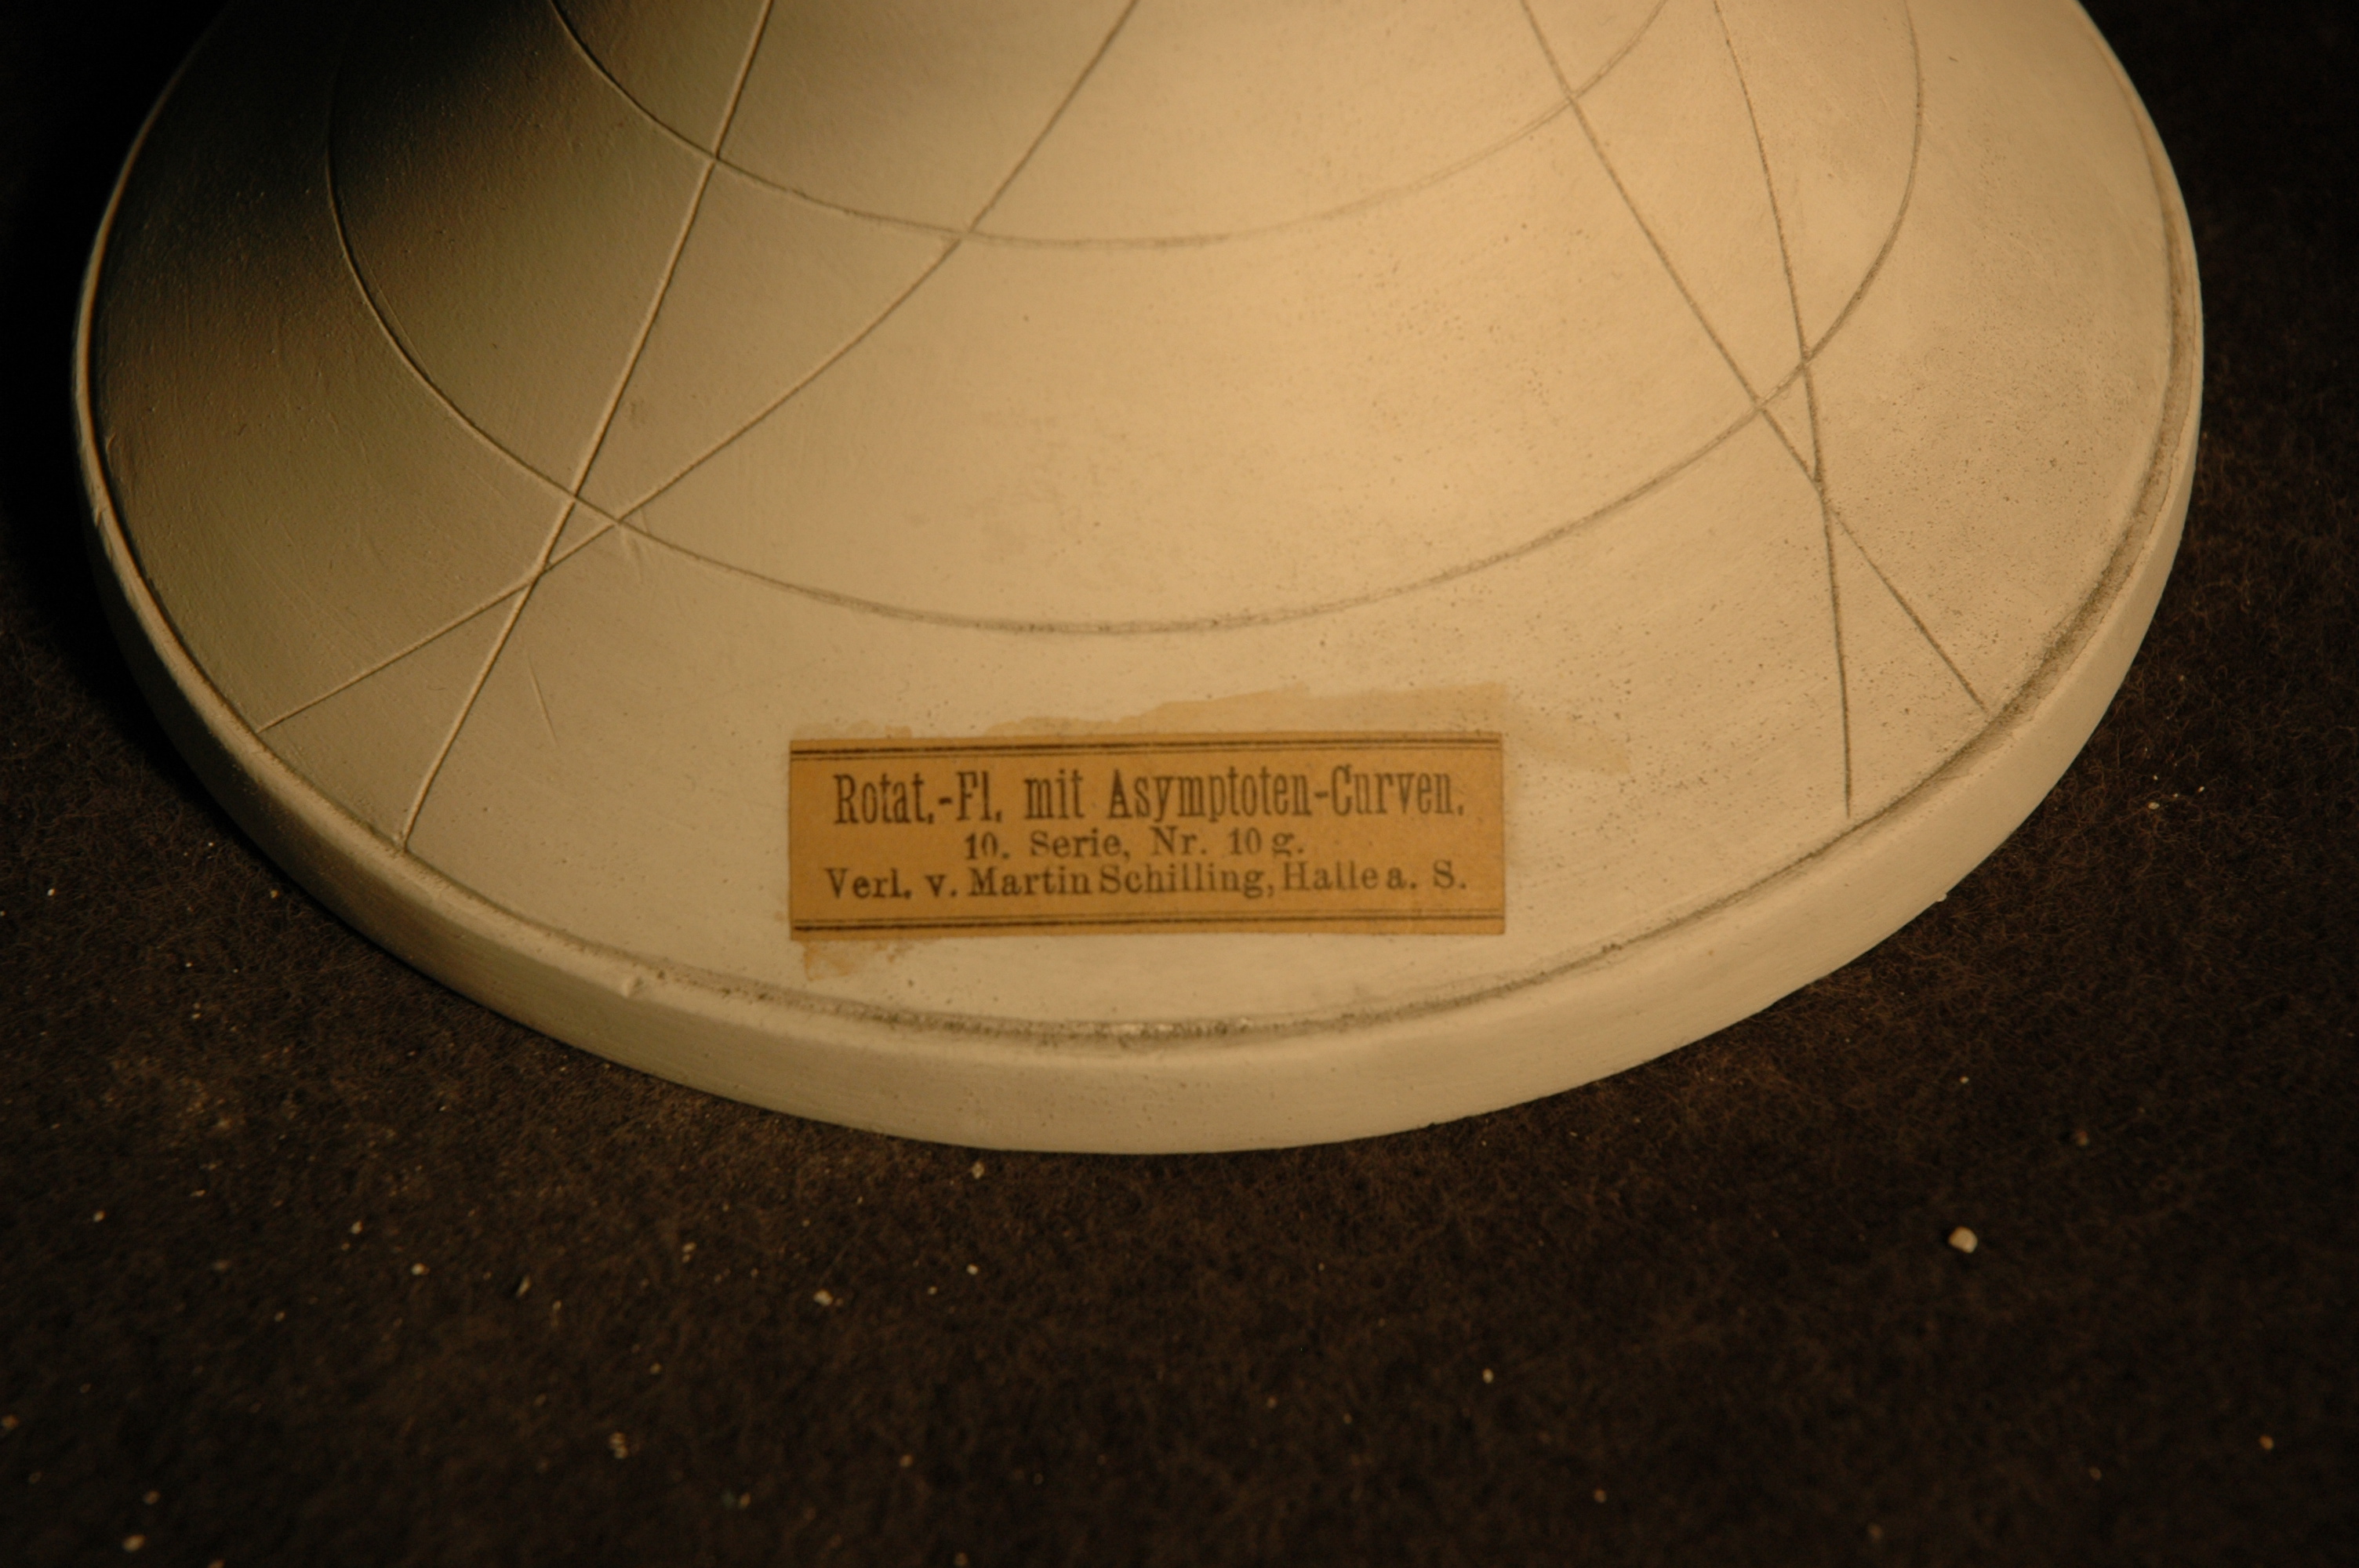 Rotat.-Fl. mit Asymptoten-Curven.
10. Serie, Nr. 10 g.
Verl. v. Martin Schilling, Halle a. S.